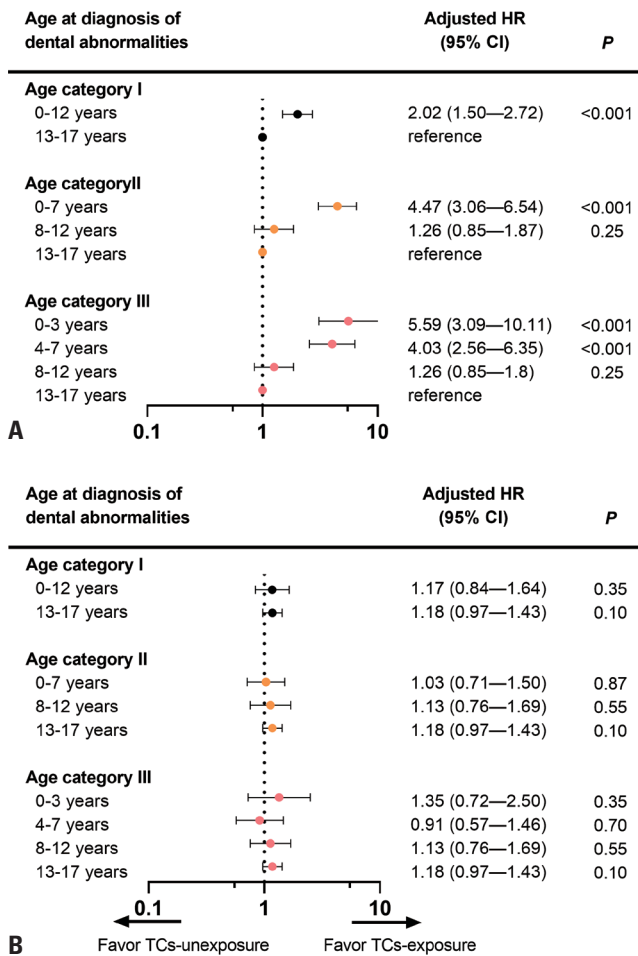 Age at diagnosis of dental abnormalities Adjusted HR (95% CI) P
Age category I
0-12 years 2.02 (1.50—2.72) <0.001
13-17 years reference
Age categoryII
0-7 years 4.47 (3.06—6.54) <0.001
8-12 years 1.26 (0.85—1.87) 0.25
13-17 years reference
Age category III
0-3 years 5.59 (3.09—10.11) <0.001
4-7 years 4.03 (2.56—6.35) <0.001
8-12 years 1.26 (0.85—1.8) 0.25
13-17 years reference
0.1 1 10
A
Age at diagnosis of dental abnormalities Adjusted HR (95% CI) P
Age category I
0-12 years 1.17 (0.84—1.64) 0.35
13-17 years 1.18 (0.97—1.43) 0.10
Age category II
0-7 years 1.03 (0.71—1.50) 0.87
8-12 years 1.13 (0.76—1.69) 0.55
13-17 years 1.18 (0.97—1.43) 0.10
Age category III
0-3 years 1.35 (0.72—2.50) 0.35
4-7 years 0.91 (0.57—1.46) 0.70
8-12 years 1.13 (0.76—1.69) 0.55
13-17 years 1.18 (0.97—1.43) 0.10
0.1 1 10
B Favor TCs-unexposure Favor TCs-exposure